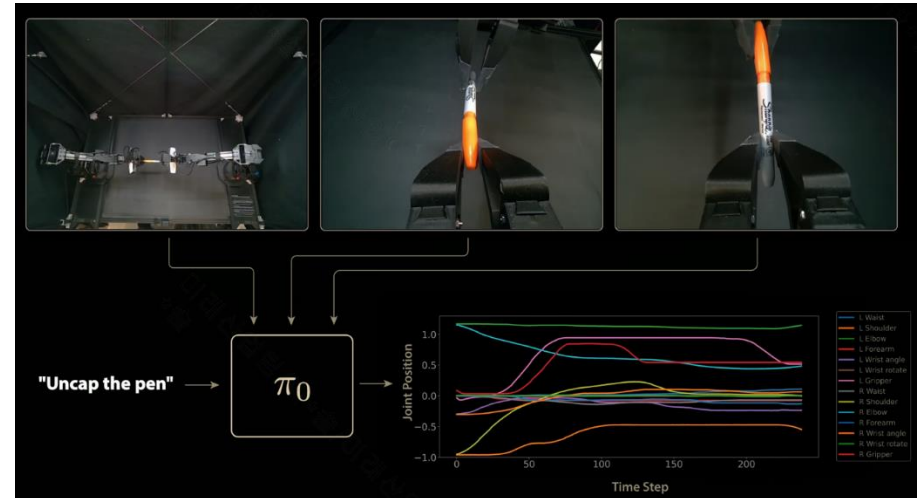 "Uncap the pen"
π₀
Joint Position
1.0
0.5
0.0
−0.5
−1.0
0
50
100
150
200
Time Step
L Waist
L Shoulder
L Elbow
L Forearm
L Wrist angle
L Wrist rotate
L Gripper
R Waist
R Shoulder
R Elbow
R Forearm
R Wrist angle
R Wrist rotate
R Gripper